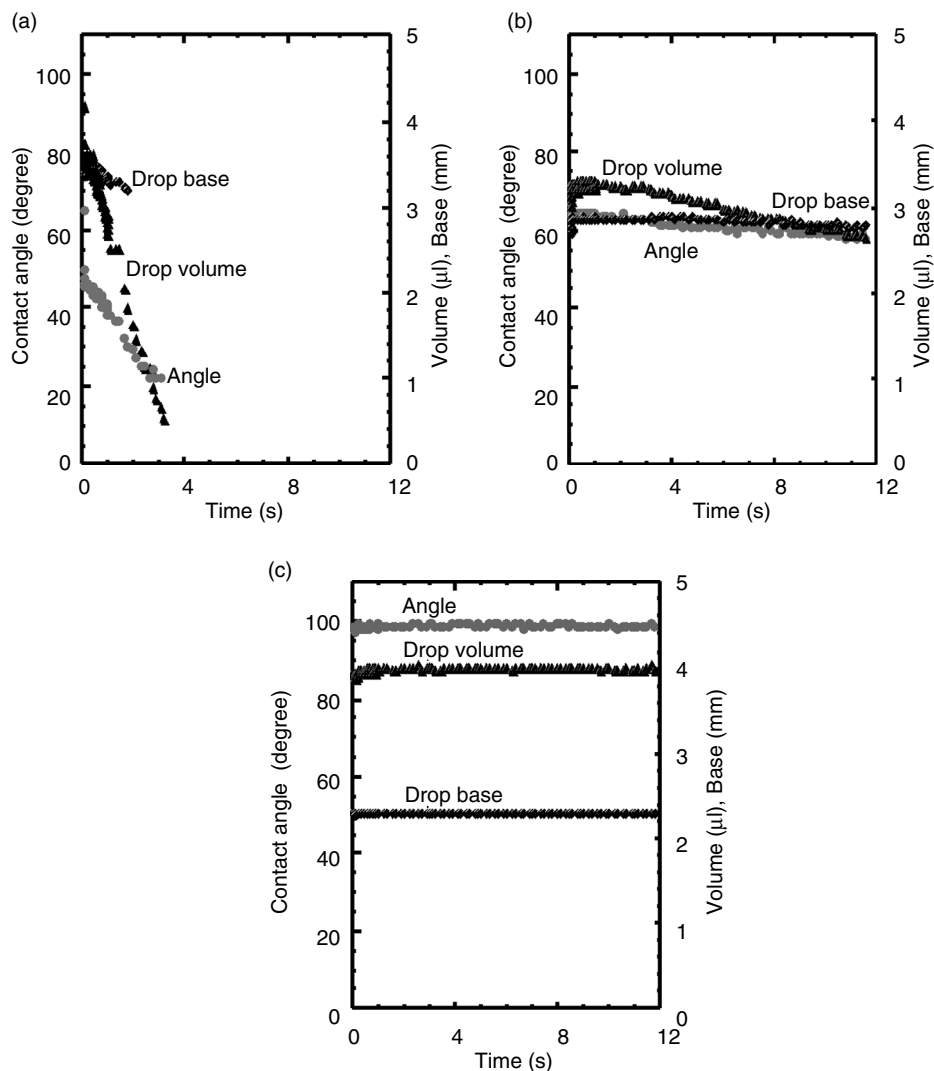 (a)
100
80
60
40
20
0
Contact angle (degree)
Drop base
Drop volume
Angle
5
4
3
2
1
0
Volume (µl), Base (mm)
0 4 8 12
Time (s)
(b)
100
80
60
40
20
0
Contact angle (degree)
Drop volume
Drop base
Angle
5
4
3
2
1
0
Volume (µl), Base (mm)
0 4 8 12
Time (s)
(c)
100
80
60
40
20
0
Contact angle (degree)
Angle
Drop volume
Drop base
5
4
3
2
1
0
Volume (µl), Base (mm)
0 4 8 12
Time (s)